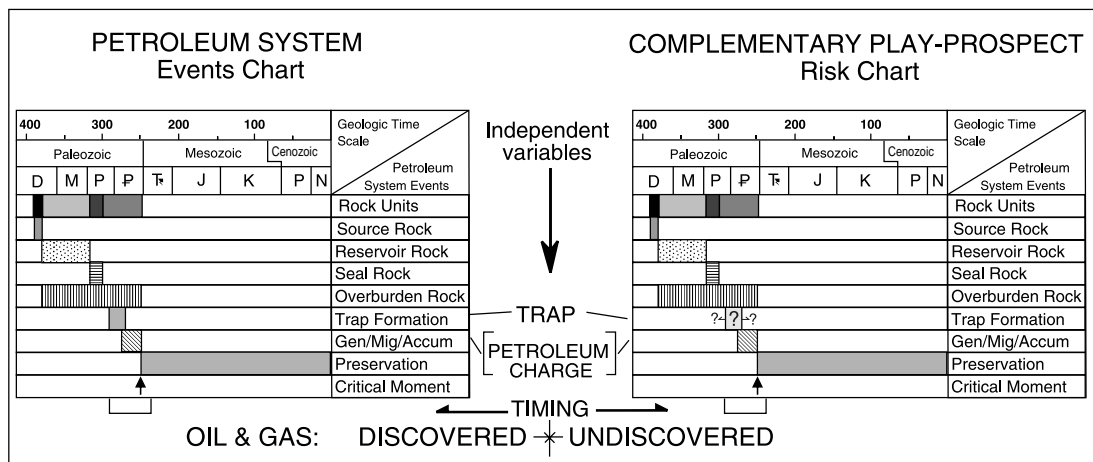 PETROLEUM SYSTEM
Events Chart
400 300 200 100
Geologic Time
Scale
Paleozoic Mesozoic Cenozoic
Petroleum
System Events
D M P P T J K P N
Rock Units
Source Rock
Reservoir Rock
Seal Rock
Overburden Rock
Trap Formation
Gen/Mig/Accum
Preservation
Critical Moment
Independent
variables
TRAP
PETROLEUM
CHARGE
TIMING
COMPLEMENTARY PLAY-PROSPECT
Risk Chart
400 300 200 100
Geologic Time
Scale
Paleozoic Mesozoic Cenozoic
Petroleum
System Events
D M P P T J K P N
Rock Units
Source Rock
Reservoir Rock
Seal Rock
Overburden Rock
? ? ? Trap Formation
Gen/Mig/Accum
Preservation
Critical Moment
OIL & GAS: DISCOVERED UNDISCOVERED